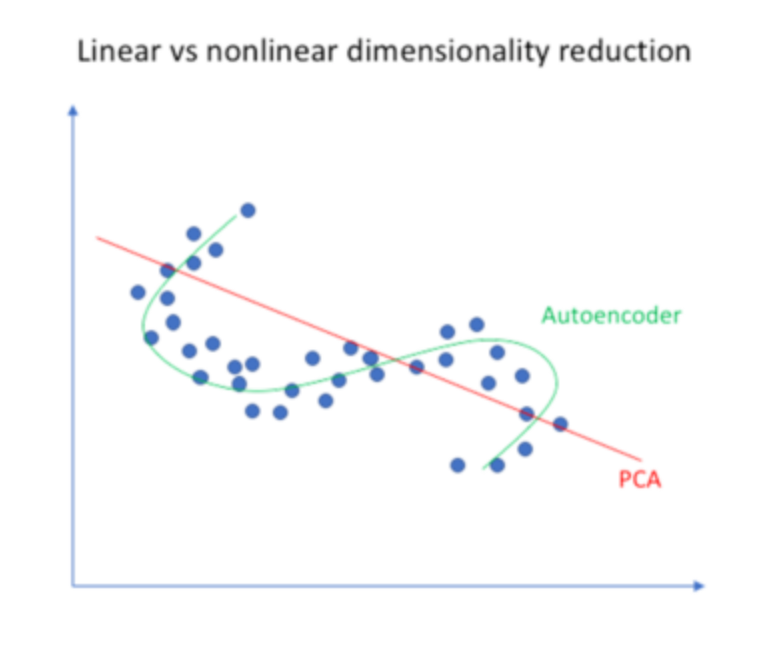 Linear vs nonlinear dimensionality reduction
Autoencoder
PCA